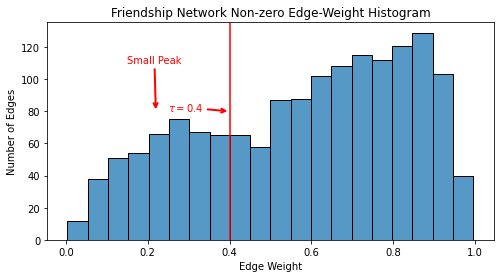 Friendship Network Non-zero Edge-Weight Histogram
Small Peak
τ = 0.4
Number of Edges
120
100
80
60
40
20
0
0.0 0.2 0.4 0.6 0.8 1.0
Edge Weight